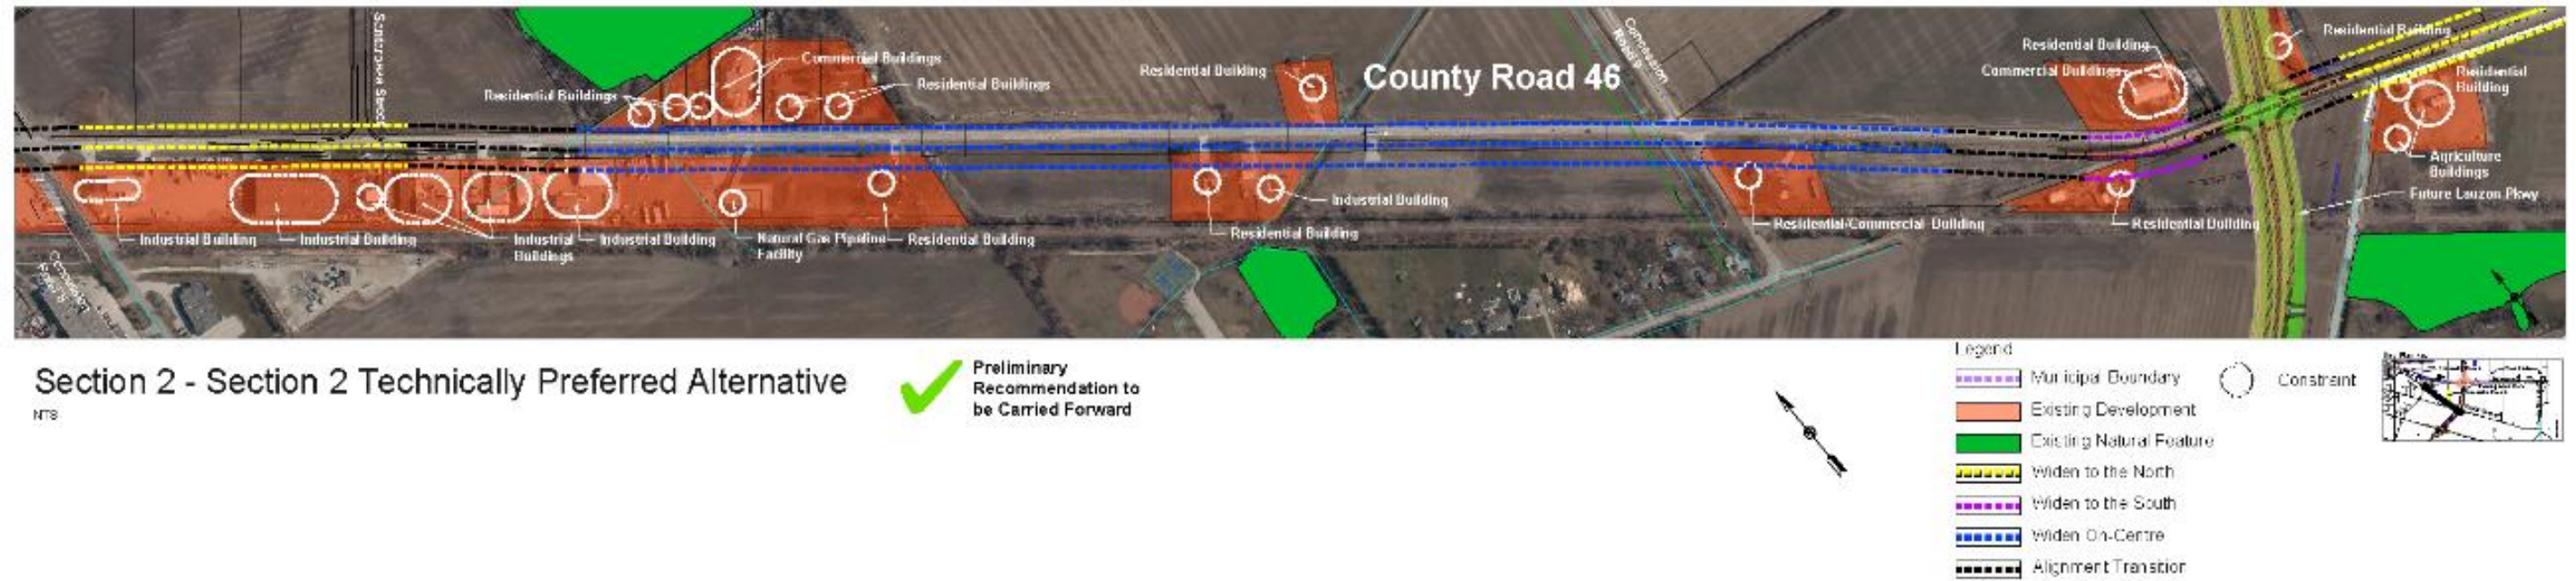 Commercial Buildings
Residential Buildings
Residential Buildings
Residential Building
County Road 46
Concession
Residential Building
Commercial Buildings
Residential Building
Residential
Building
Agriculture
Buildings
Future Lauzon Pkwy
Industrial Building
Industrial Building
Industrial
Buildings
Industrial Building
Natural Gas Pipeline
Facility
Residential Building
Industrial Building
Residential Building
Residential/Commercial Building
Residential Building
Section 2 - Section 2 Technically Preferred Alternative
NTS
Preliminary
Recommendation to
be Carried Forward
Legend
Municipal Boundary
Existing Development
Existing Natural Feature
Widen to the North
Widen to the South
Widen On-Centre
Alignment Transition
Constraint